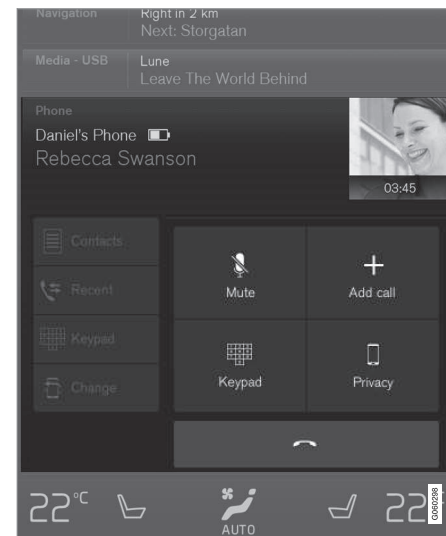 Navigation
Right in 2 km
Next: Storgatan
Media - USB
Lune
Leave The World Behind
Phone
Daniel's Phone
Rebecca Swanson
03:45
Contacts
Recent
Keypad
Change
Mute
Add call
Keypad
Privacy
22°C
AUTO
22
G060298